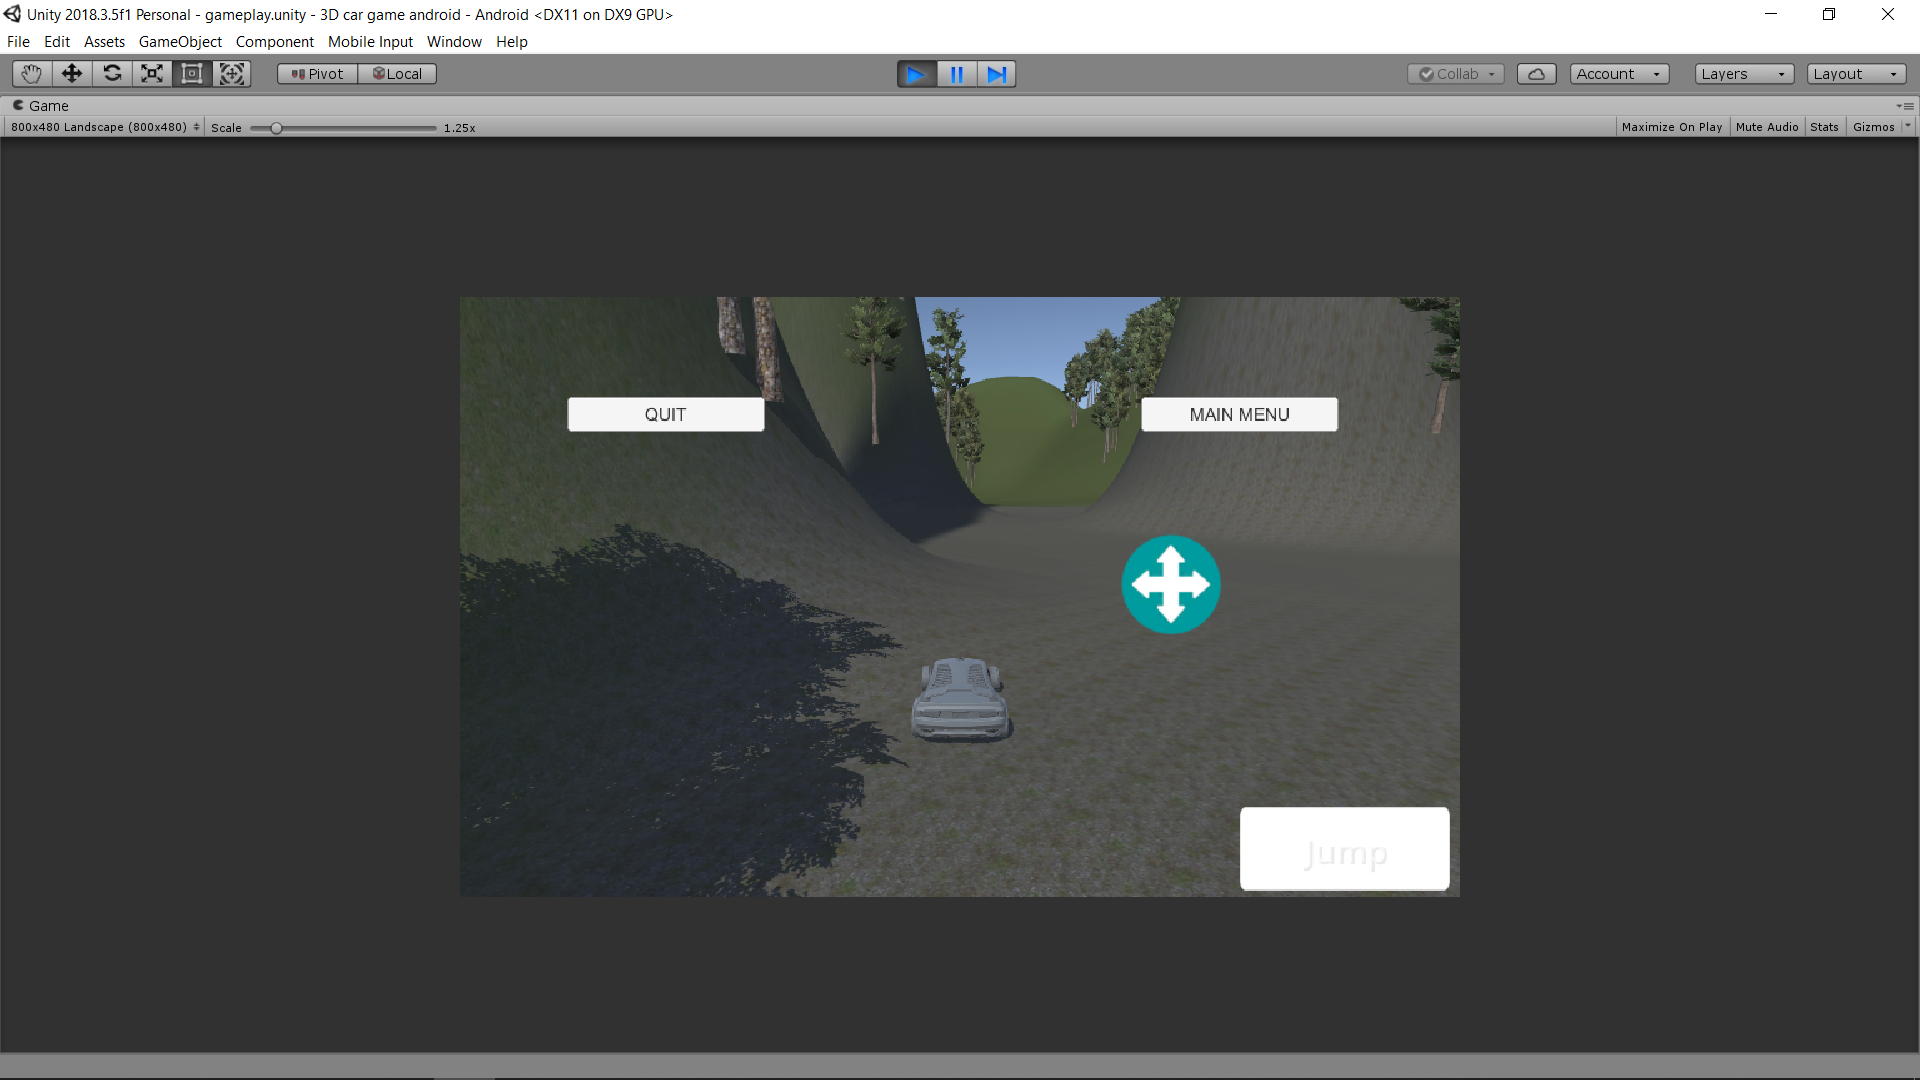 Unity 2018.3.5f1 Personal - gameplay.unity - 3D car game android - Android <DX11 on DX9 GPU>
File Edit Assets GameObject Component Mobile Input Window Help
Pivot Local Collab Account Layers Layout
Game
800x480 Landscape (800x480) Scale 1.25x Maximize On Play Mute Audio Stats Gizmos
QUIT MAIN MENU
Jump